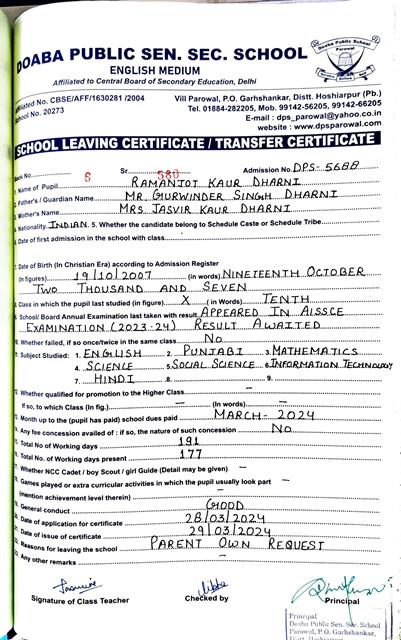 DOABA PUBLIC SEN. SEC. SCHOOL
Doaba Public School
Parowal
ENGLISH MEDIUM
Affiliated to Central Board of Secondary Education, Delhi
Affiliated No. CBSE/AFF/1630281 /2004
School No. 20273
Vill Parowal, P.O. Garhshankar, Distt. Hoshiarpur (Pb.)
Tel. 01884-282205, Mob. 99142-56205, 99142-66205
E-mail : dps_parowal@yahoo.co.in
website : www.dpsparowal.com
SCHOOL LEAVING CERTIFICATE / TRANSFER CERTIFICATE
Book No. 6 Sr. 580 Admission No. DPS-5688
1. Name of Pupil RAMANJOT KAUR DHARNI
2. Father's / Guardian Name MR. GURWINDER SINGH DHARNI
3. Mother's Name MRS JASVIR KAUR DHARNI
4. Nationality. INDIAN. 5. Whether the candidate belong to Schedule Caste or Schedule Tribe
6. Date of first admission in the school with class
7. Date of Birth (In Christian Era) according to Admission Register
(in figures) 19/10/2007 (in words) NINETEENTH OCTOBER
TWO THOUSAND AND SEVEN
8. Class in which the pupil last studied (in figure) X ( in Words) TENTH
9. School/ Board Annual Examination last taken with result APPEARED IN AISSCE
EXAMINATION (2023-24) RESULT AWAITED
10. Whether failed, if so once/twice in the same class NO
11. Subject Studied: 1. ENGLISH 2. PUNJABI 3. MATHEMATICS
4. SCIENCE 5. SOCIAL SCIENCE 6. INFORMATION TECHNOLOGY
7. HINDI 8. 9.
12. Whether qualified for promotion to the Higher Class –
If so, to which Class (In fig.) – (In Words) –
13. Month up to the (pupil has paid) school dues paid MARCH-2024
14. Any fee concession availed of : if so, the nature of such concession NO
15. Total No of Working days 191
16. Total No. of Working days present 177
17. Whether NCC Cadet / boy Scout / girl Guide (Detail may be given) –
18. Games played or extra curricular activities in which the pupil usually look part –
(mention achievement level therein)
19. General conduct GOOD
20. Date of application for certificate 28/03/2024
21. Date of issue of certificate 29/03/2024
22. Reasons for leaving the school PARENT OWN REQUEST
23. Any other remarks –
Signature of Class Teacher Checked by Principal
Principal
Doaba Public Sen. Sec. School
Parowal, P.O. Garhshankar,
Distt. Hoshiarpur